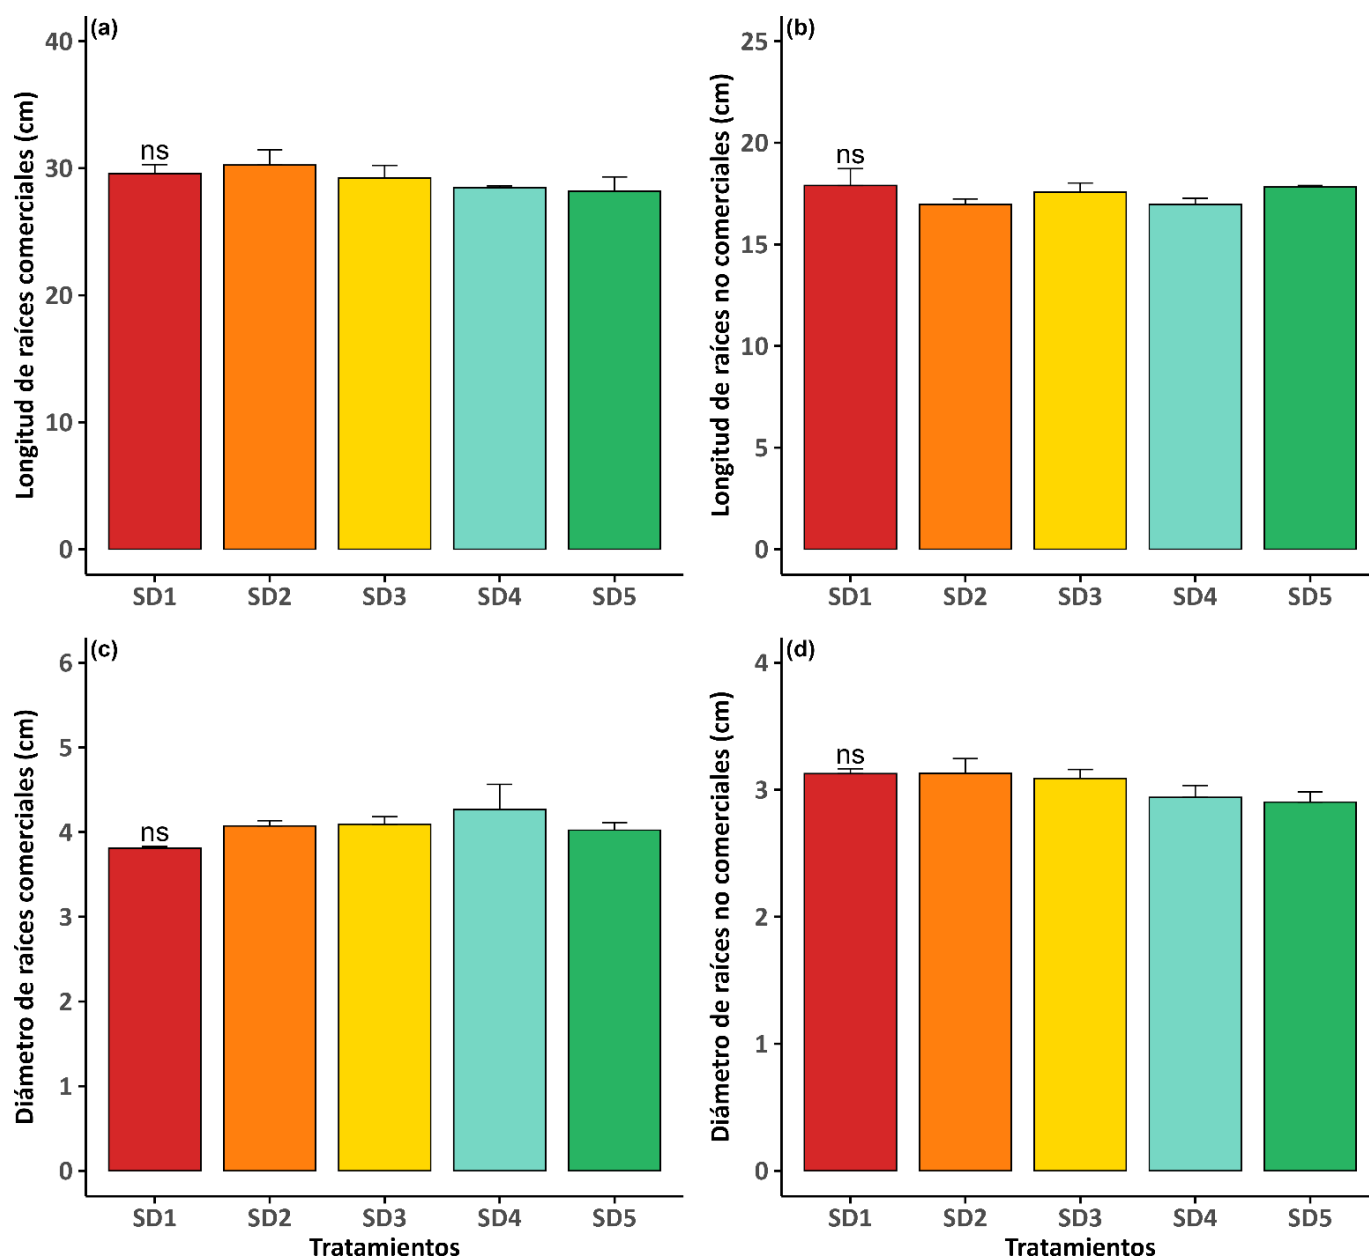 (a)
Longitud de raíces comerciales (cm)
40
30
20
10
0
ns
SD1 SD2 SD3 SD4 SD5
(b)
Logitud de raíces no comerciales (cm)
25
20
15
10
5
0
ns
SD1 SD2 SD3 SD4 SD5
(c)
Diámetro de raíces comerciales (cm)
6
5
4
3
2
1
0
ns
SD1 SD2 SD3 SD4 SD5
Tratamientos
(d)
Diámetro de raíces no comerciales (cm)
4
3
2
1
0
ns
SD1 SD2 SD3 SD4 SD5
Tratamientos